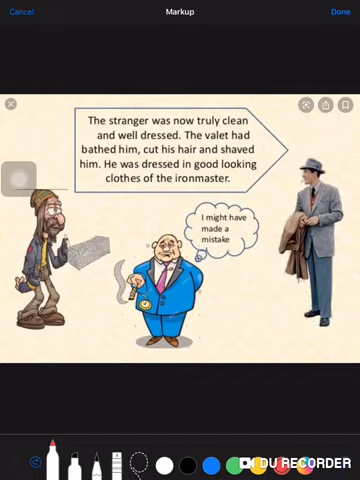 Cancel
Markup
Done
The stranger was now truly clean
and well dressed. The valet had
bathed him, cut his hair and shaved
him. He was dressed in good looking
clothes of the ironmaster.
I might have
made a
mistake
DU RECORDER